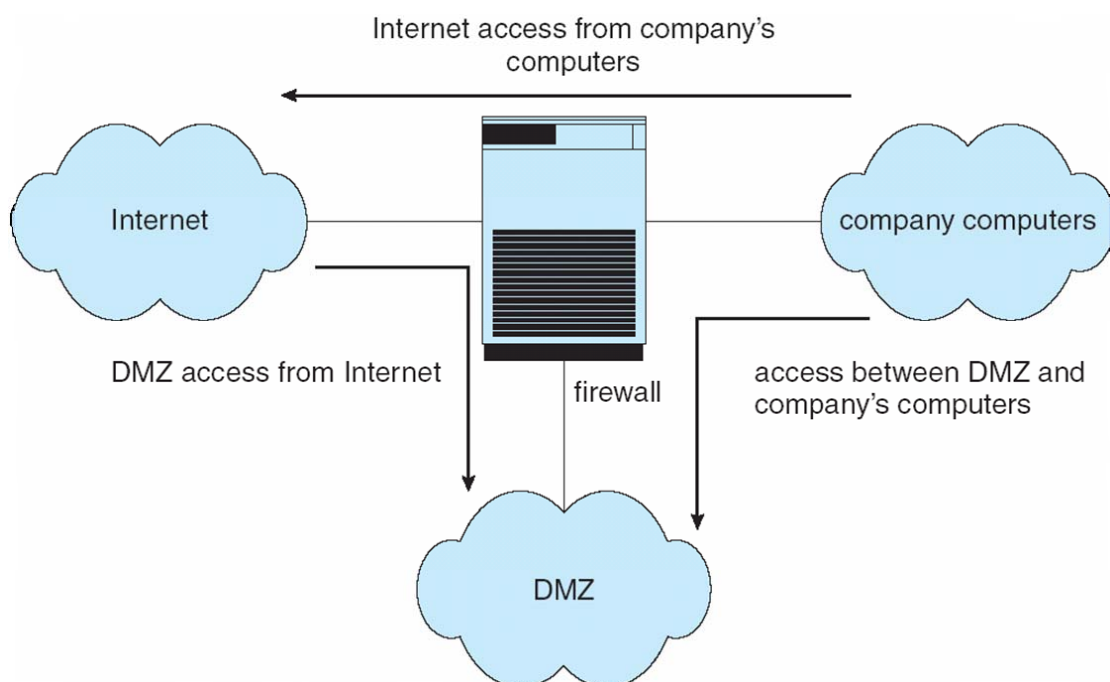 Internet access from company’s
computers
Internet
company computers
DMZ access from Internet
firewall
access between DMZ and
company’s computers
DMZ